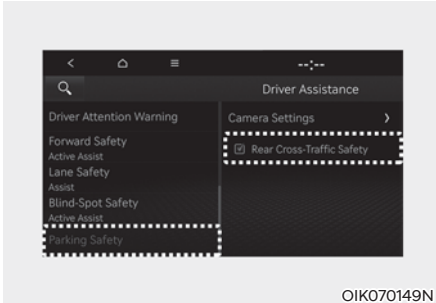 --:--
Driver Assistance
Driver Attention Warning
Forward Safety
Active Assist
Lane Safety
Assist
Blind-Spot Safety
Active Assist
Parking Safety
Camera Settings
Rear Cross-Traffic Safety
OIK070149N